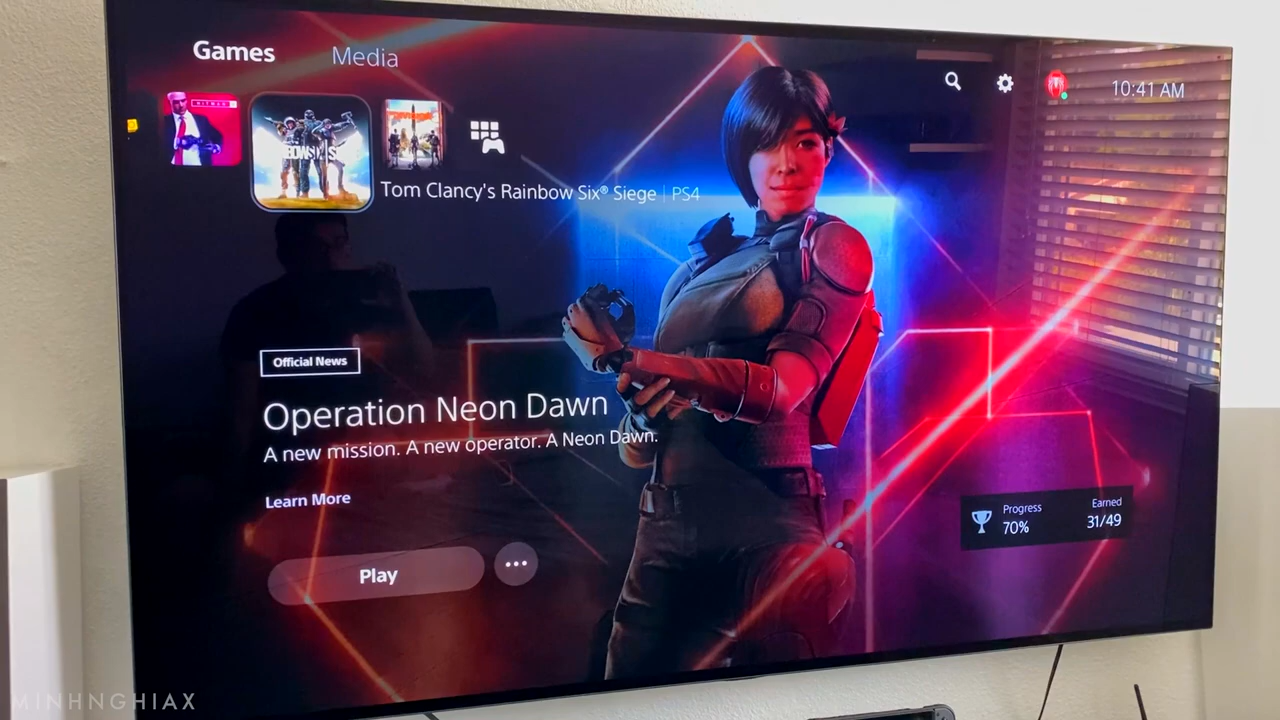 Games
Media
10:41 AM
HITMAN
Tom Clancy's Rainbow Six® Siege | PS4
Official News
Operation Neon Dawn
A new mission. A new operator. A Neon Dawn.
Learn More
Progress
70%
Earned
31/49
Play
MINHNGHIAX